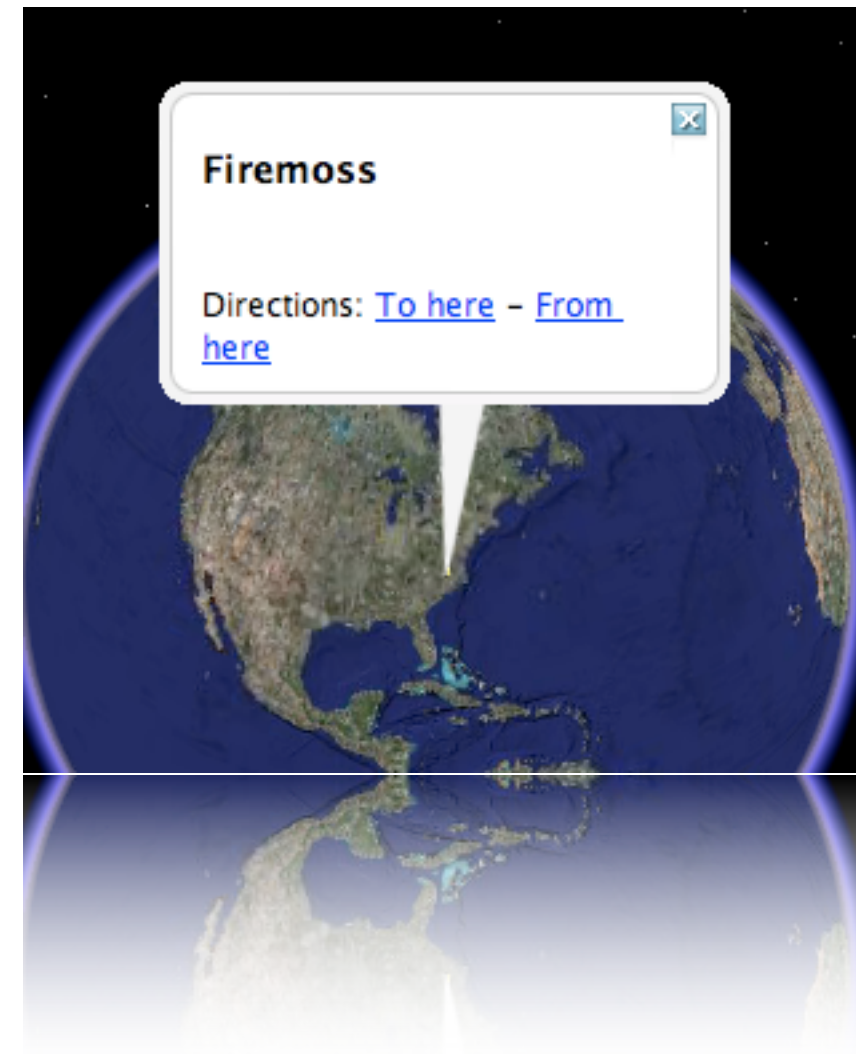 Firemoss
Directions: To here – From
here